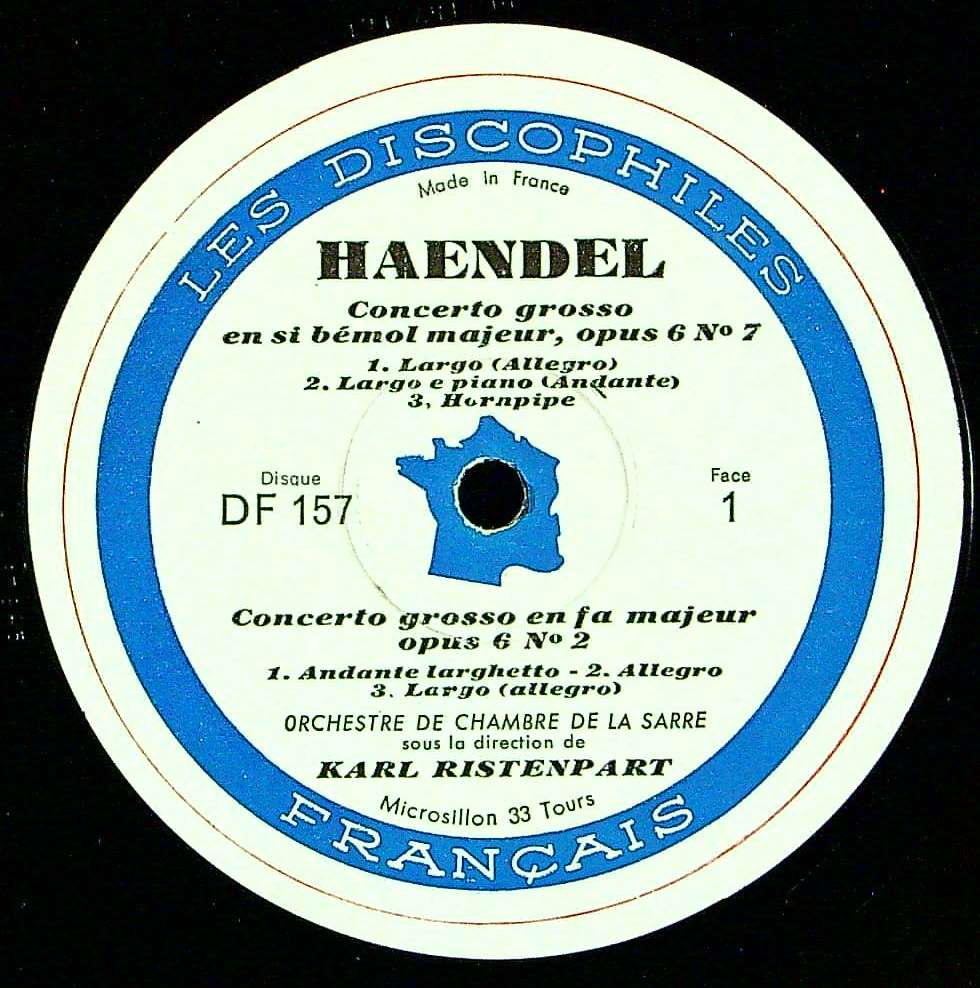 LES DISCOPHILES
Made in France
HAENDEL
Concerto grosso
en si bémol majeur, opus 6 Nº 7
1. Largo (Allegro)
2. Largo e piano (Andante)
3, Hornpipe
Disque
DF 157
Face
1
Concerto grosso en fa majeur
opus 6 Nº 2
1. Andante larghetto - 2. Allegro
3. Largo (allegro)
ORCHESTRE DE CHAMBRE DE LA SARRE
sous la direction de
KARL RISTENPART
Microsillon 33 Tours
FRANÇAIS